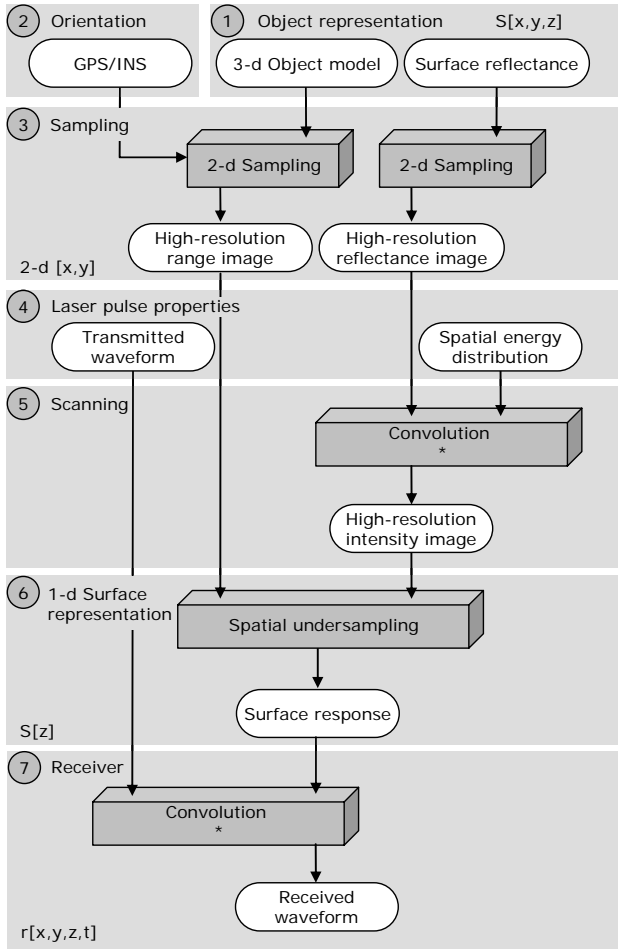 2 Orientation
GPS/INS
1 Object representation S[x,y,z]
3-d Object model
Surface reflectance
3 Sampling
2-d Sampling
2-d Sampling
High-resolution
range image
High-resolution
reflectance image
2-d [x,y]
4 Laser pulse properties
Transmitted
waveform
Spatial energy
distribution
5 Scanning
Convolution
*
High-resolution
intensity image
6 1-d Surface
representation
Spatial undersampling
Surface response
S[z]
7 Receiver
Convolution
*
Received
waveform
r[x,y,z,t]